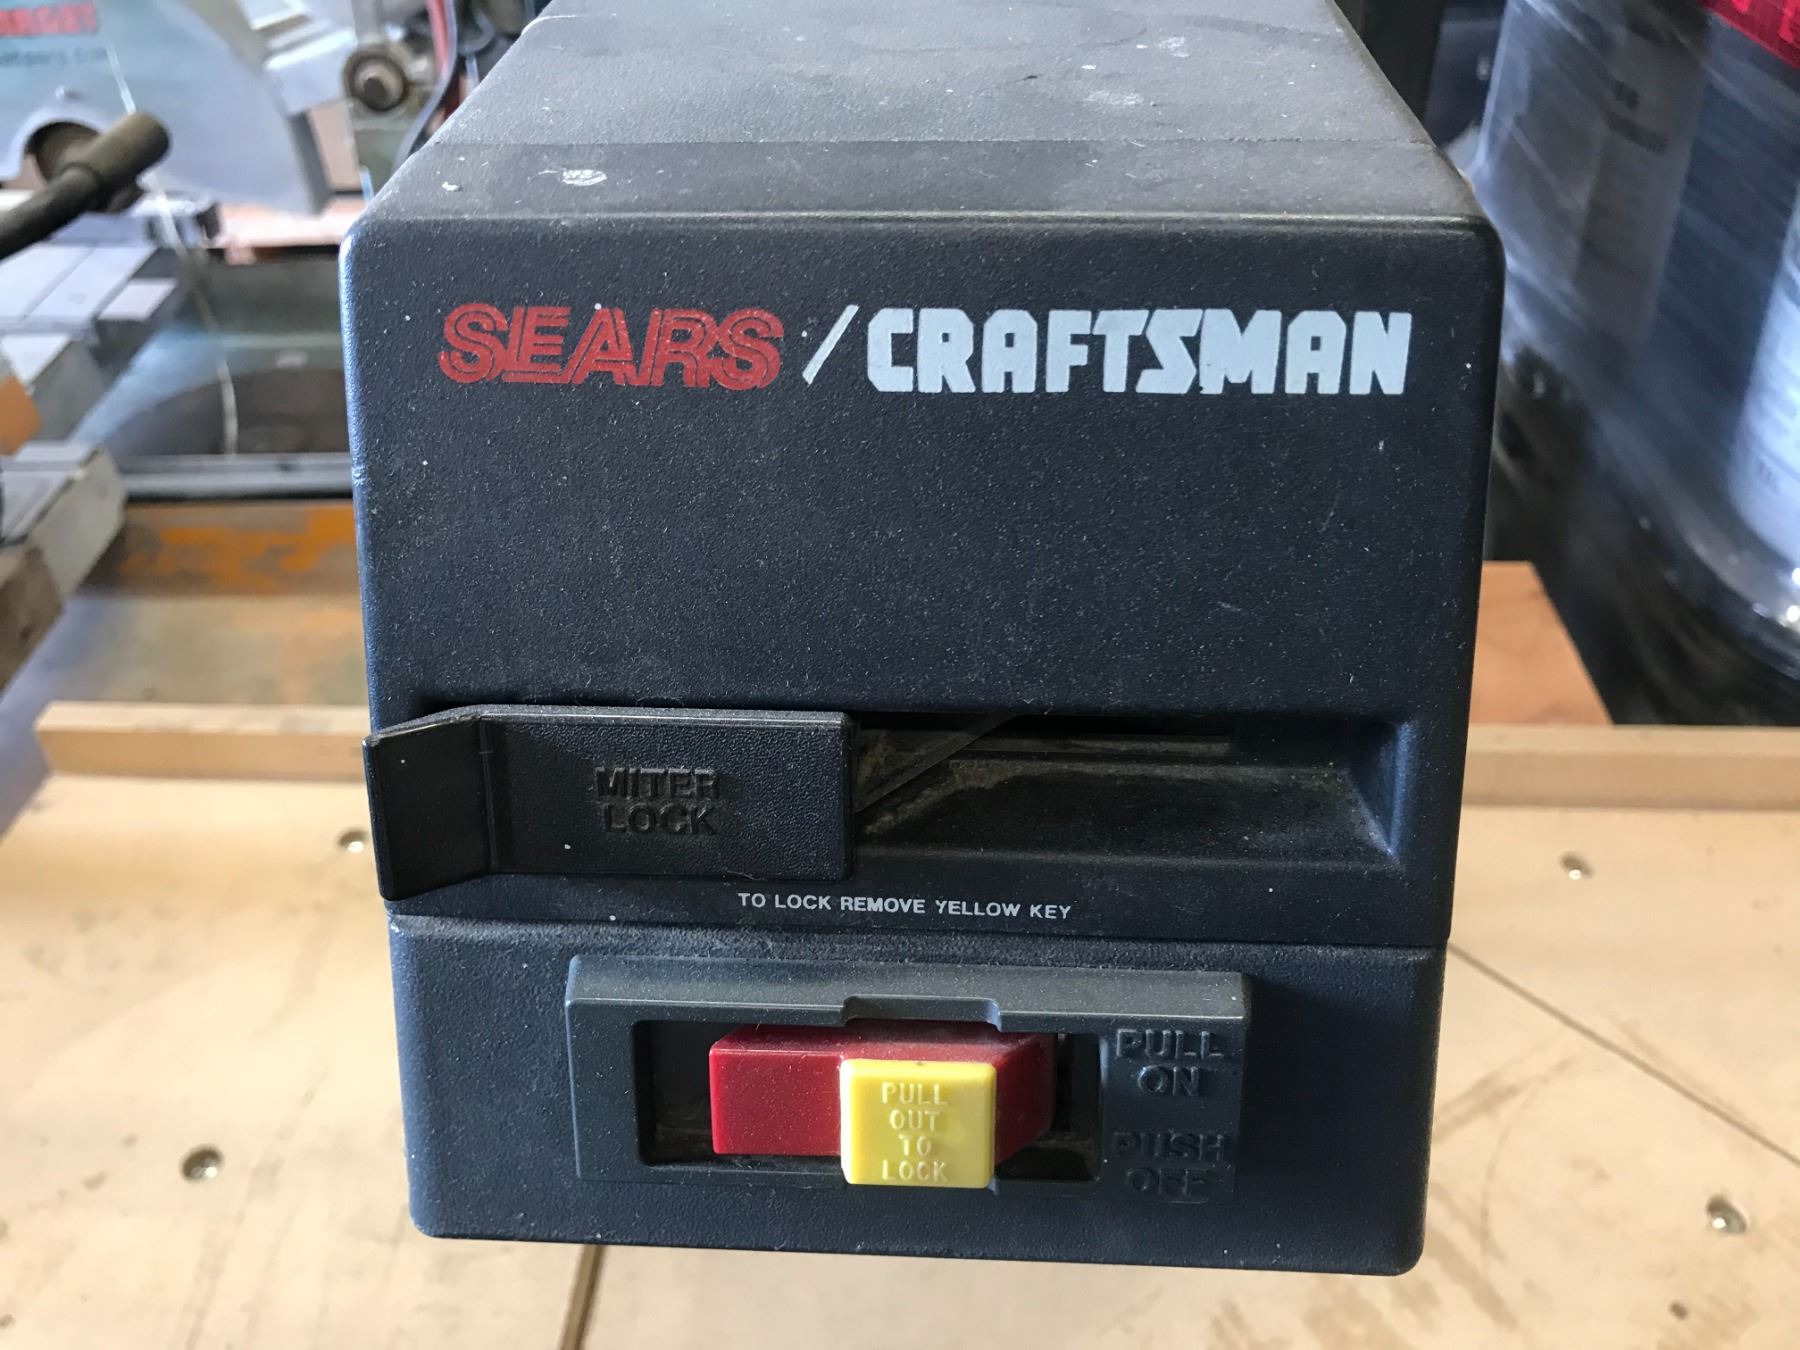 SEARS/CRAFTSMAN
MITER
LOCK
TO LOCK REMOVE YELLOW KEY
PULL
ON
PUSH
OFF
PULL
OUT
TO
LOCK